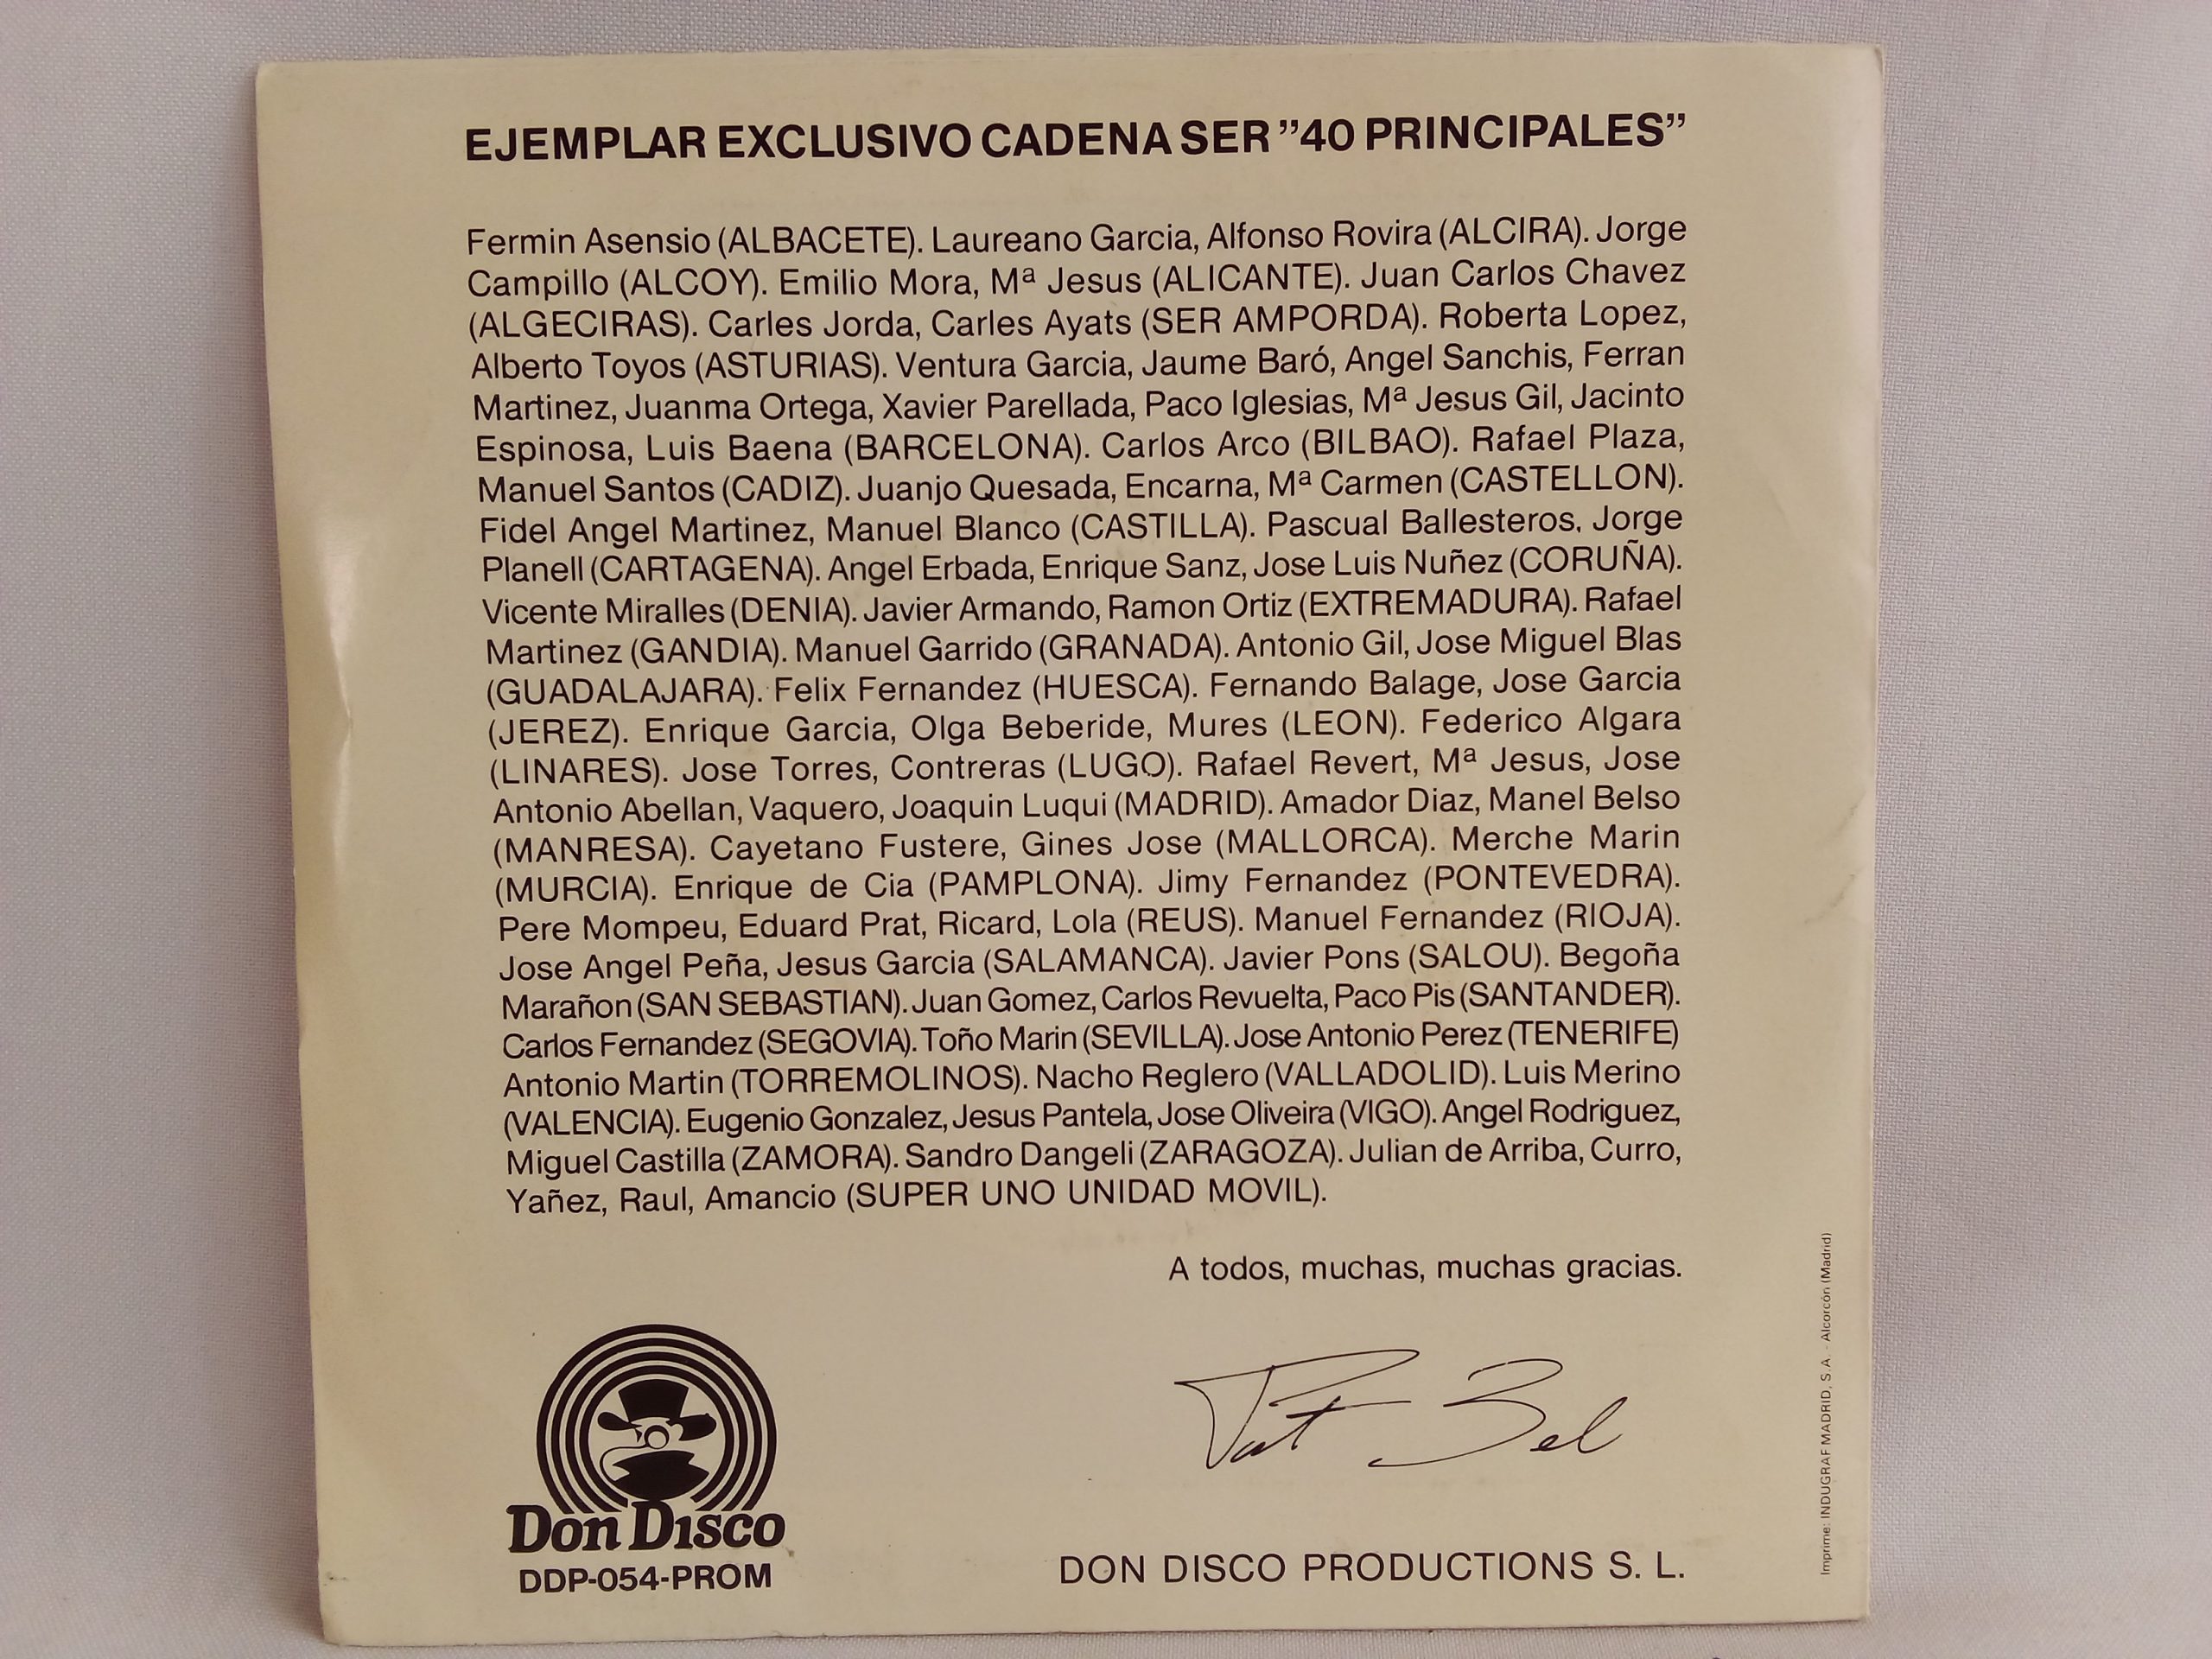 EJEMPLAR EXCLUSIVO CADENA SER ”40 PRINCIPALES”
Fermin Asensio (ALBACETE). Laureano Garcia, Alfonso Rovira (ALCIRA). Jorge
Campillo (ALCOY). Emilio Mora, Mª Jesus (ALICANTE). Juan Carlos Chavez
(ALGECIRAS). Carles Jorda, Carles Ayats (SER AMPORDA). Roberta Lopez,
Alberto Toyos (ASTURIAS). Ventura Garcia, Jaume Baró, Angel Sanchis, Ferran
Martinez, Juanma Ortega, Xavier Parellada, Paco Iglesias, Mª Jesus Gil, Jacinto
Espinosa, Luis Baena (BARCELONA). Carlos Arco (BILBAO). Rafael Plaza,
Manuel Santos (CADIZ). Juanjo Quesada, Encarna, Mª Carmen (CASTELLON).
Fidel Angel Martinez, Manuel Blanco (CASTILLA). Pascual Ballesteros, Jorge
Planell (CARTAGENA). Angel Erbada, Enrique Sanz, Jose Luis Nuñez (CORUÑA).
Vicente Miralles (DENIA). Javier Armando, Ramon Ortiz (EXTREMADURA). Rafael
Martinez (GANDIA). Manuel Garrido (GRANADA). Antonio Gil, Jose Miguel Blas
(GUADALAJARA). Felix Fernandez (HUESCA). Fernando Balage, Jose Garcia
(JEREZ). Enrique Garcia, Olga Beberide, Mures (LEON). Federico Algara
(LINARES). Jose Torres, Contreras (LUGO). Rafael Revert, Mª Jesus, Jose
Antonio Abellan, Vaquero, Joaquin Luqui (MADRID). Amador Diaz, Manel Belso
(MANRESA). Cayetano Fustere, Gines Jose (MALLORCA). Merche Marin
(MURCIA). Enrique de Cia (PAMPLONA). Jimy Fernandez (PONTEVEDRA).
Pere Mompeu, Eduard Prat, Ricard, Lola (REUS). Manuel Fernandez (RIOJA).
Jose Angel Peña, Jesus Garcia (SALAMANCA). Javier Pons (SALOU). Begoña
Marañon (SAN SEBASTIAN). Juan Gomez, Carlos Revuelta, Paco Pis (SANTANDER).
Carlos Fernandez (SEGOVIA). Toño Marin (SEVILLA). Jose Antonio Perez (TENERIFE)
Antonio Martin (TORREMOLINOS). Nacho Reglero (VALLADOLID). Luis Merino
(VALENCIA). Eugenio Gonzalez, Jesus Pantela, Jose Oliveira (VIGO). Angel Rodriguez,
Miguel Castilla (ZAMORA). Sandro Dangeli (ZARAGOZA). Julian de Arriba, Curro,
Yañez, Raul, Amancio (SUPER UNO UNIDAD MOVIL).
A todos, muchas, muchas gracias.
Pat Bel
Don Disco
DDP-054-PROM
DON DISCO PRODUCTIONS S. L.
Imprime: INDUGRAF MADRID, S.A. - Alcorcón (Madrid)